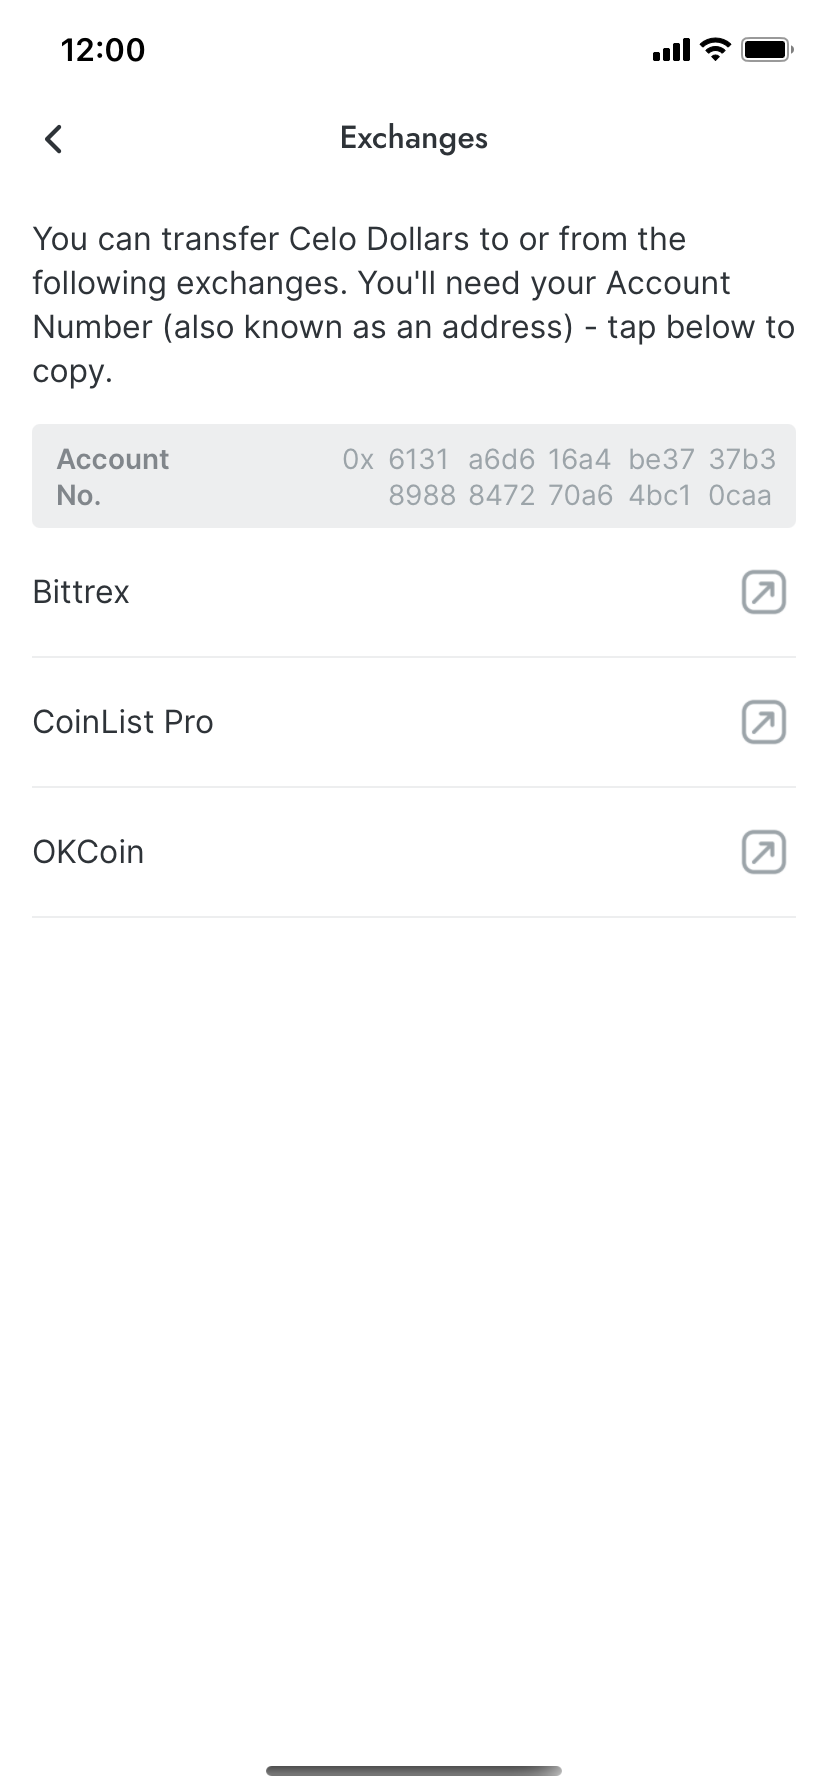 12:00
Exchanges
You can transfer Celo Dollars to or from the
following exchanges. You'll need your Account
Number (also known as an address) - tap below to
copy.
Account 0x 6131 a6d6 16a4 be37 37b3
No. 8988 8472 70a6 4bc1 0caa
Bittrex
CoinList Pro
OKCoin